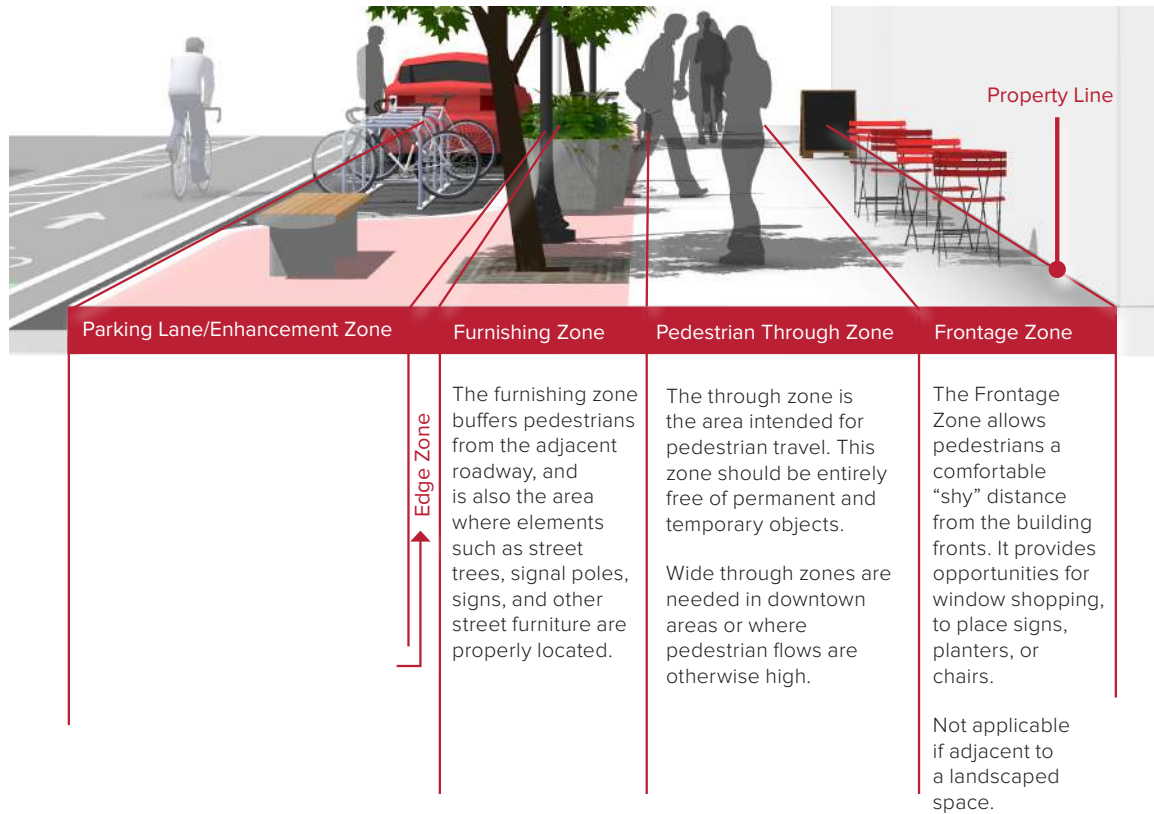 Property Line
Parking Lane/Enhancement Zone
Furnishing Zone
Pedestrian Through Zone
Frontage Zone
Edge Zone
The furnishing zone
buffers pedestrians
from the adjacent
roadway, and
is also the area
where elements
such as street
trees, signal poles,
signs, and other
street furniture are
properly located.
The through zone is
the area intended for
pedestrian travel. This
zone should be entirely
free of permanent and
temporary objects.
Wide through zones are
needed in downtown
areas or where
pedestrian flows are
otherwise high.
The Frontage
Zone allows
pedestrians a
comfortable
“shy” distance
from the building
fronts. It provides
opportunities for
window shopping,
to place signs,
planters, or
chairs.
Not applicable
if adjacent to
a landscaped
space.